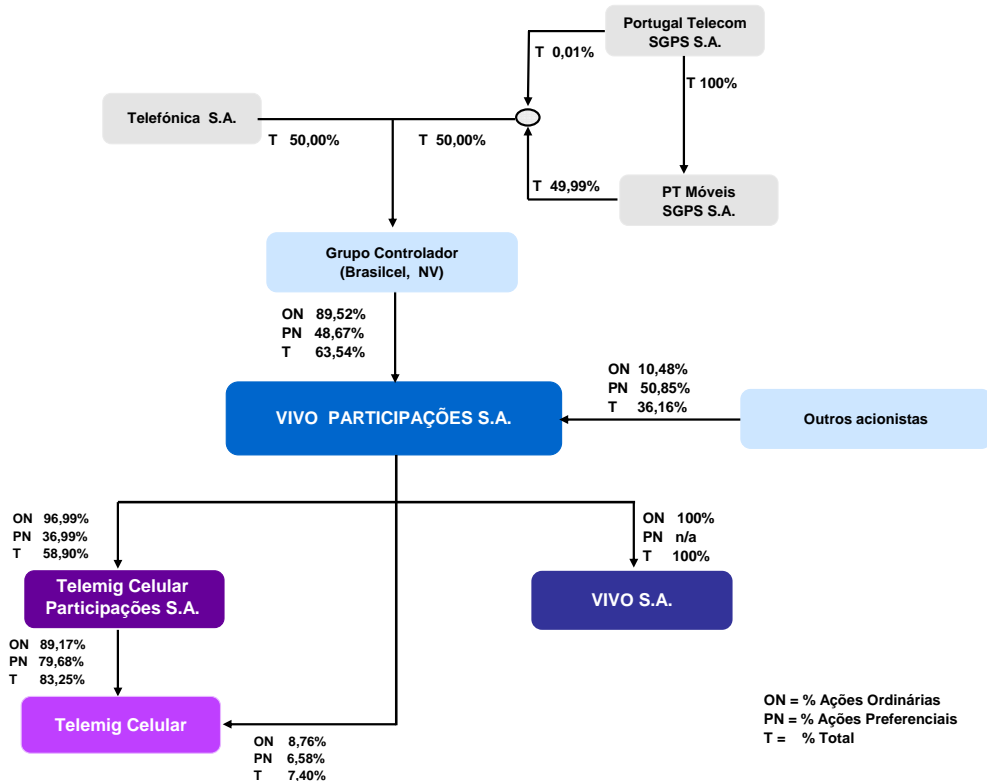 Portugal Telecom
SGPS S.A.
T 0,01%
T 100%
Telefónica S.A.
T 50,00%
T 50,00%
T 49,99%
PT Móveis
SGPS S.A.
Grupo Controlador
(Brasilcel, NV)
ON 89,52%
PN 48,67%
T 63,54%
ON 10,48%
PN 50,85%
T 36,16%
VIVO PARTICIPAÇÕES S.A.
Outros acionistas
ON 96,99%
PN 36,99%
T 58,90%
ON 100%
PN n/a
T 100%
Telemig Celular
Participações S.A.
VIVO S.A.
ON 89,17%
PN 79,68%
T 83,25%
Telemig Celular
ON 8,76%
PN 6,58%
T 7,40%
ON = % Ações Ordinárias
PN = % Ações Preferenciais
T = % Total